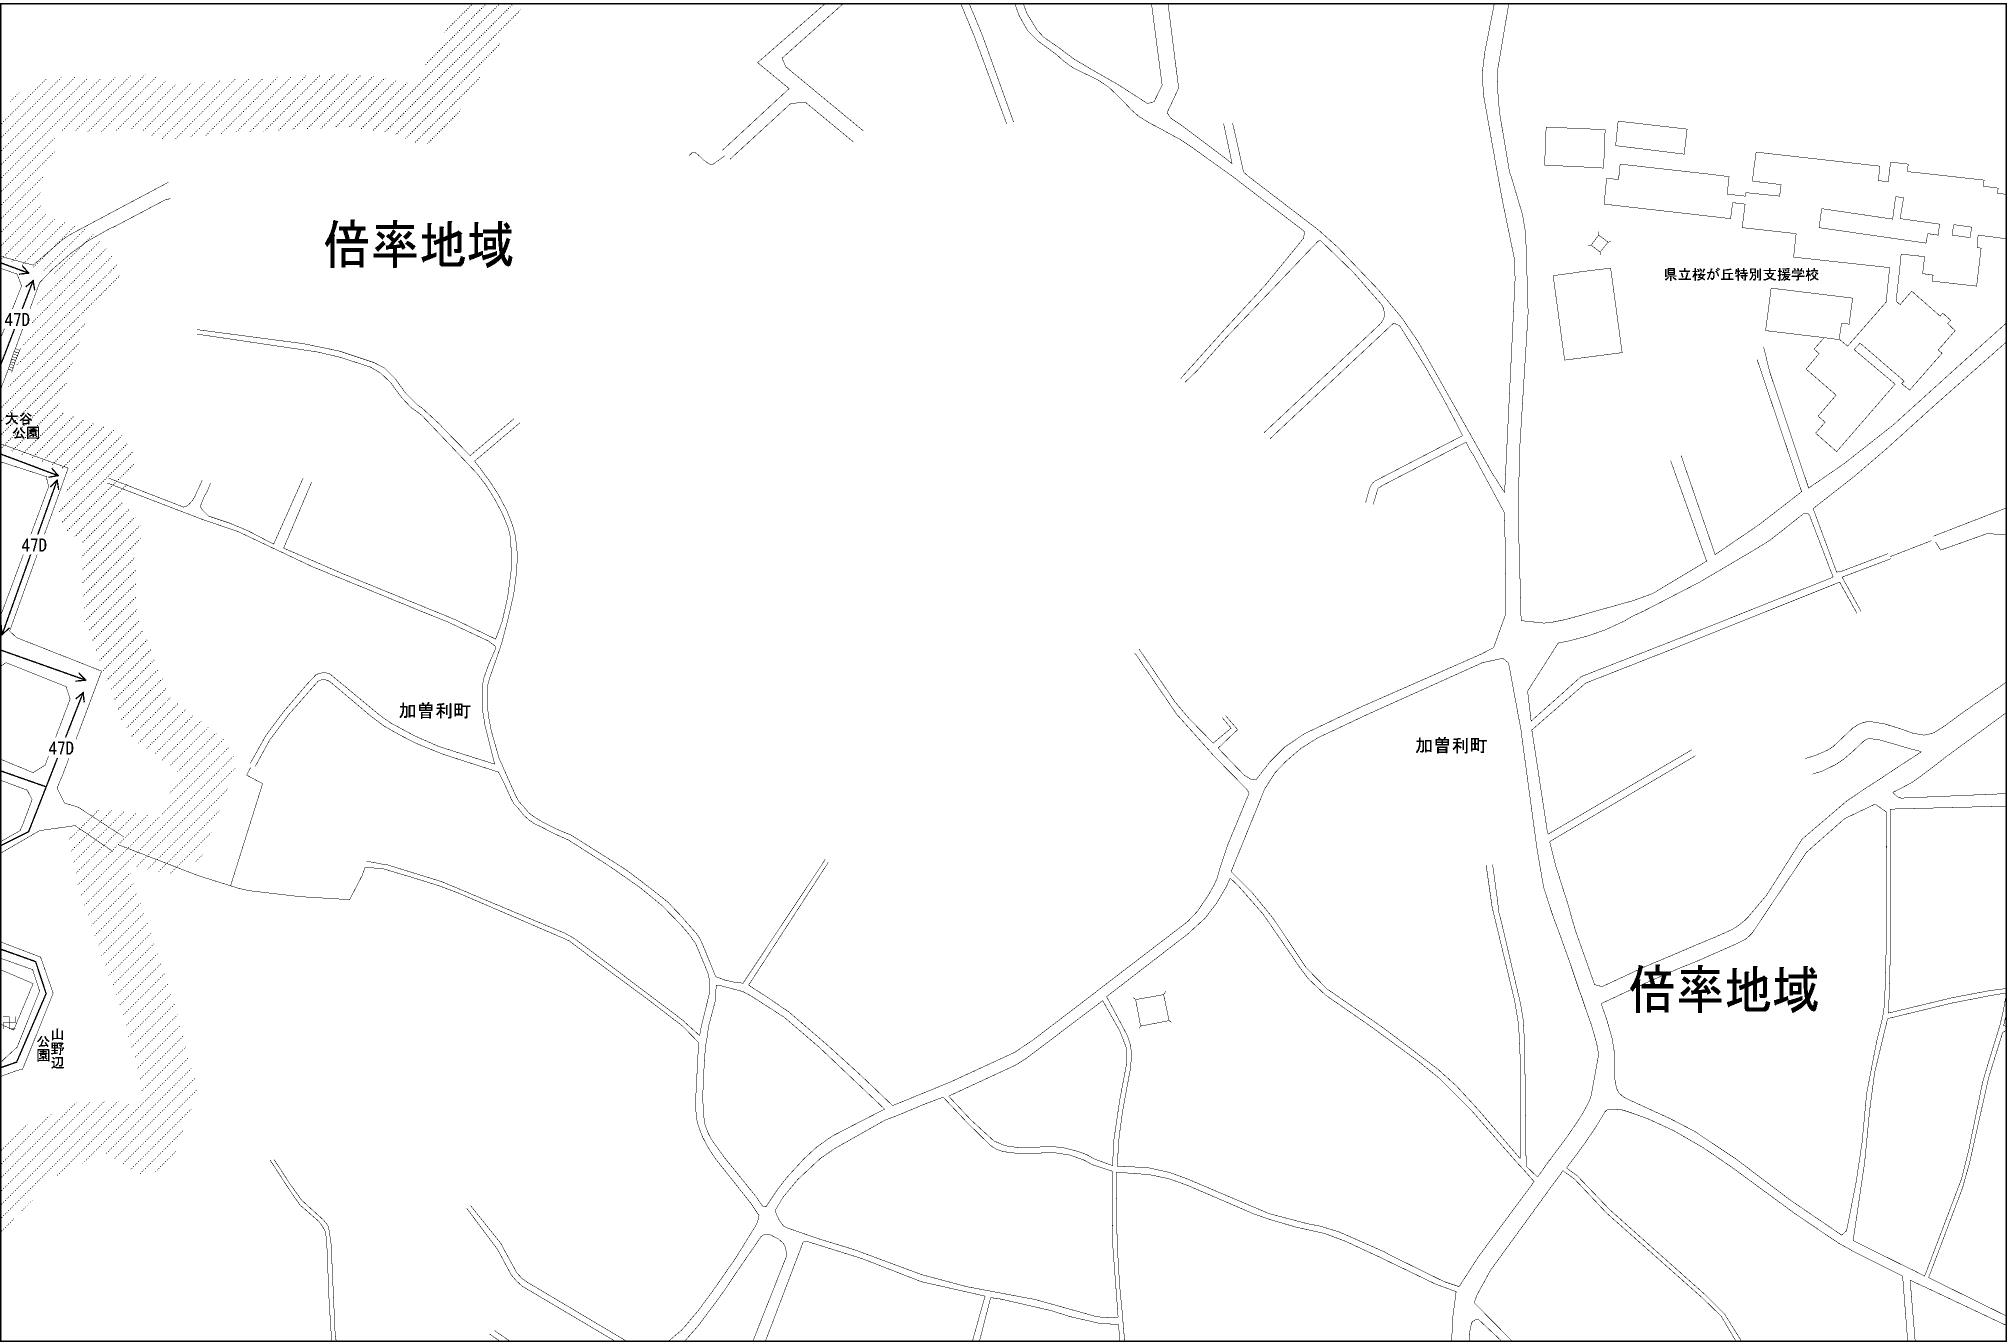 倍率地域
県立桜が丘特別支援学校
47D
大谷
公園
47D
加曽利町
加曽利町
47D
倍率地域
山野辺
公園